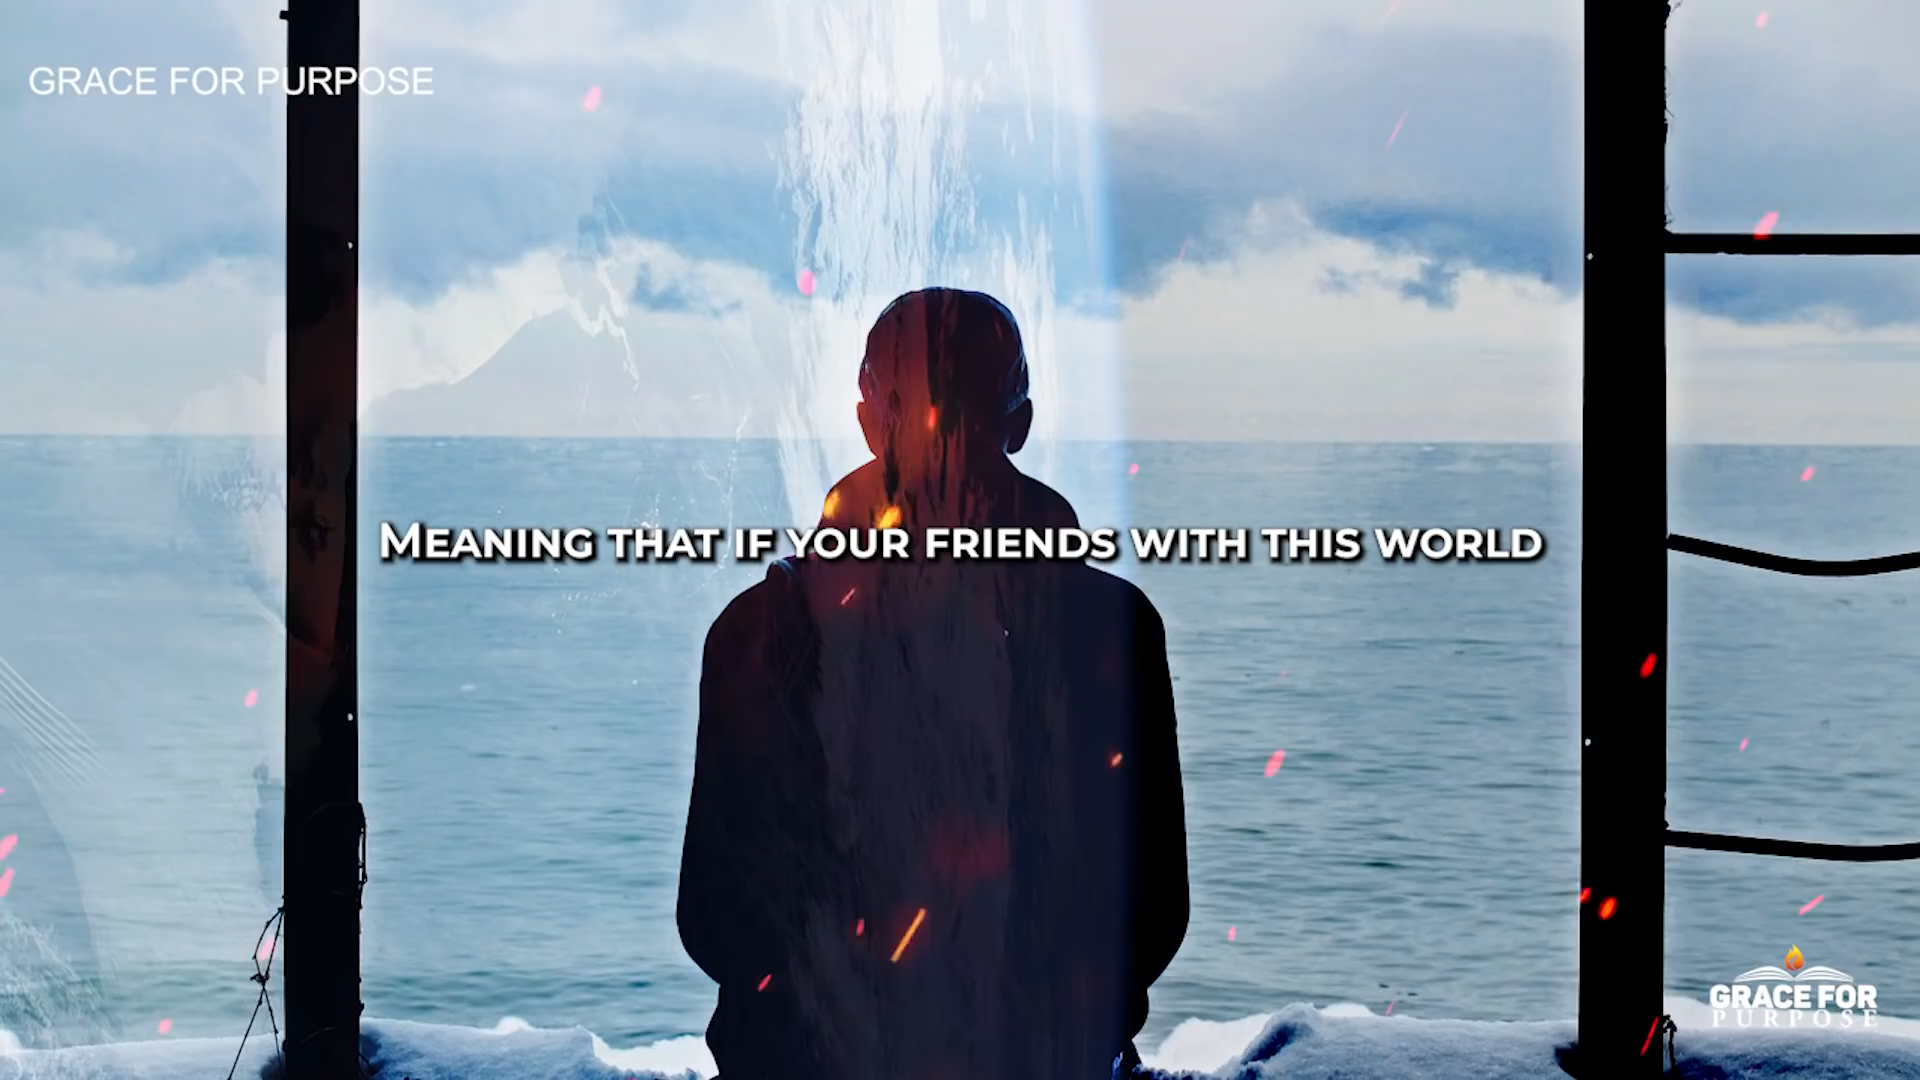 GRACE FOR PURPOSE
MEANING THAT IF YOUR FRIENDS WITH THIS WORLD
GRACE FOR
PURPOSE